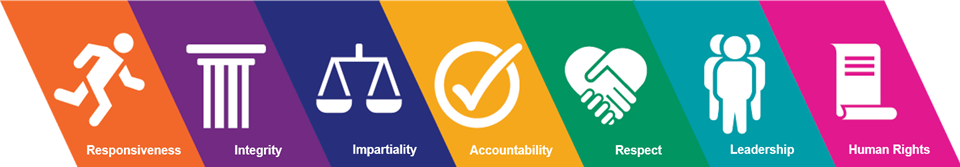 Responsiveness
Integrity
Impartiality
Accountability
Respect
Leadership
Human Rights